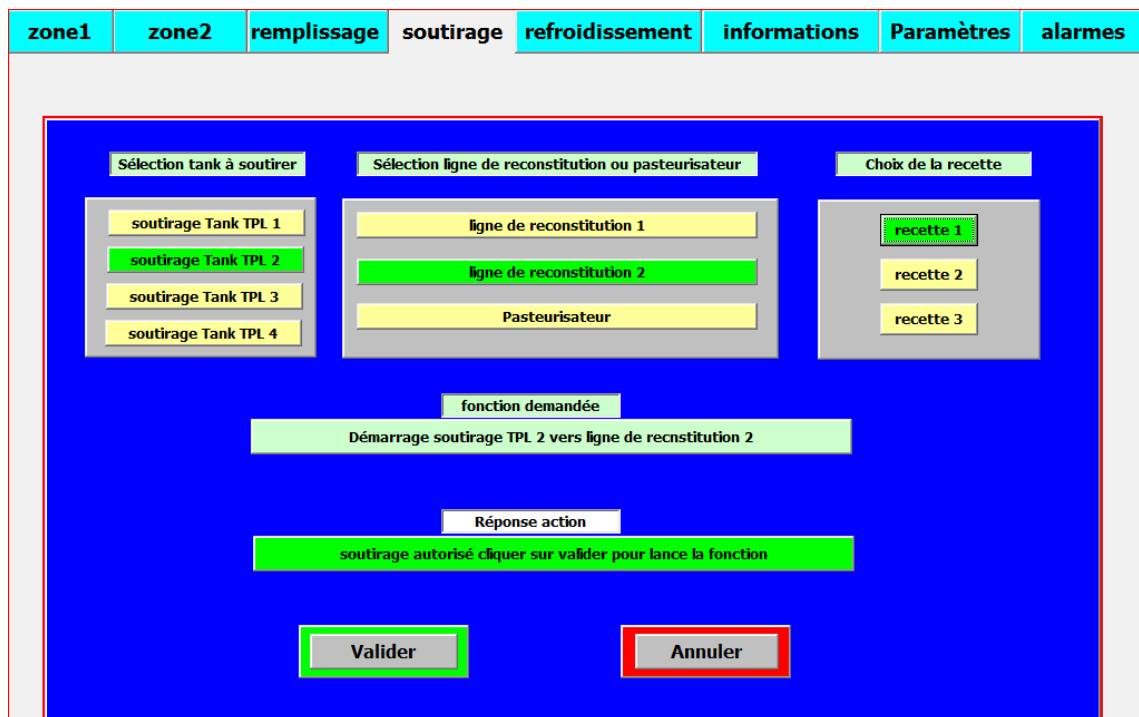 zone1 zone2 remplissage soutirage refroidissement informations Paramètres alarmes
Sélection tank à soutirer
Sélection ligne de reconstitution ou pasteurisateur
Choix de la recette
soutirage Tank TPL 1
soutirage Tank TPL 2
soutirage Tank TPL 3
soutirage Tank TPL 4
ligne de reconstitution 1
ligne de reconstitution 2
Pasteurisateur
recette 1
recette 2
recette 3
fonction demandée
Démarrage soutirage TPL 2 vers ligne de recnstitution 2
Réponse action
soutirage autorisé cliquer sur valider pour lance la fonction
Valider
Annuler